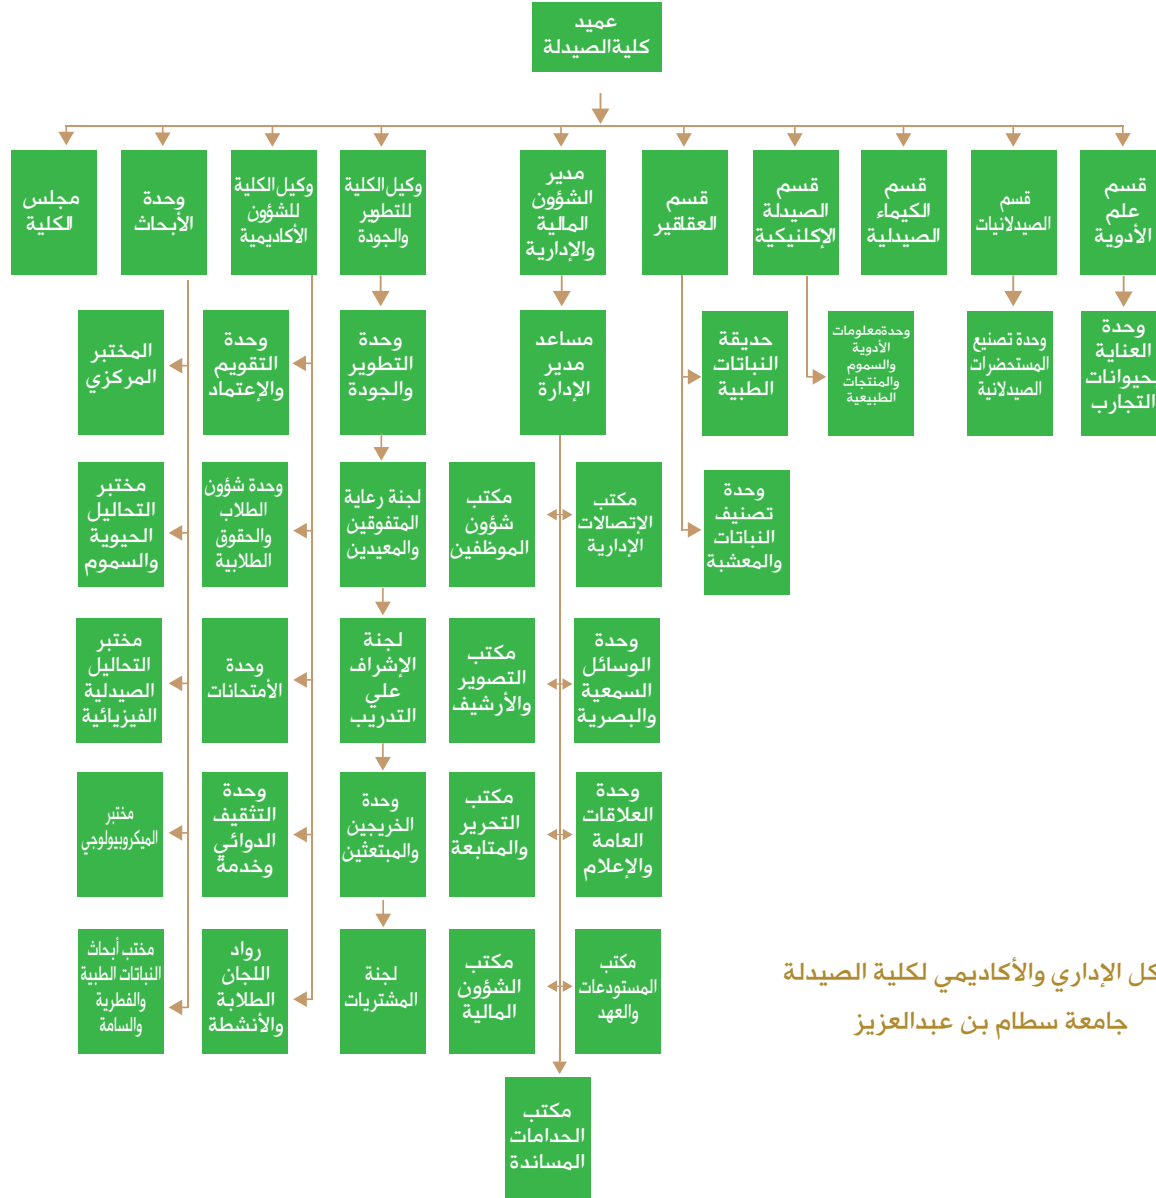 عميد
كلية الصيدلة
قسم
علم
الأدوية
قسم
الصيدلانيات
قسم
الكيماء
الصيدلية
قسم
الصيدلة
الإكلنيكية
قسم
العقاقير
مدير
الشؤون
المالية
والإدارية
وكيل الكلية
للتطوير
والجودة
وكيل الكلية
للشؤون
الأكاديمية
وحدة
الأبحاث
مجلس
الكلية
وحدة
العناية
بحيوانات
التجارب
وحدة تصنيع
المستحضرات
الصيدلانية
وحدة معلومات
الأدوية
والسموم
والمنتجات
الطبيعية
حديقة
النباتات
الطبية
مساعد
مدير
الإدارة
وحدة
التطوير
والجودة
وحدة
التقويم
والإعتماد
المختبر
المركزي
وحدة
تصنيف
النباتات
والمعشبة
مكتب
الإتصالات
الإدارية
مكتب
شؤون
الموظفين
لجنة رعاية
المتفوقين
والمعيدين
وحدة شؤون
الطلاب
والحقوق
الطلابية
مختبر
التحاليل
الحيوية
والسموم
وحدة
الوسائل
السمعية
والبصرية
مكتب
التصوير
والأرشيف
لجنة
الإشراف
علي
التدريب
وحدة
الأمتحانات
مختبر
التحاليل
الصيدلية
الفيزيائية
وحدة
العلاقات
العامة
والإعلام
مكتب
التحرير
والمتابعة
وحدة
الخريجين
والمبتعثين
وحدة
التثقيف
الدوائي
وخدمة
مختبر
الميكروبيولوجي
مكتب
المستودعات
والعهد
مكتب
الشؤون
المالية
لجنة
المشتريات
رواد
اللجان
الطلابة
والأنشطة
مختب أبحاث
النباتات الطبية
والفطرية
والسامة
مكتب
الحدامات
المساندة
كل الإداري والأكاديمي لكلية الصيدلة
جامعة سطام بن عبدالعزيز